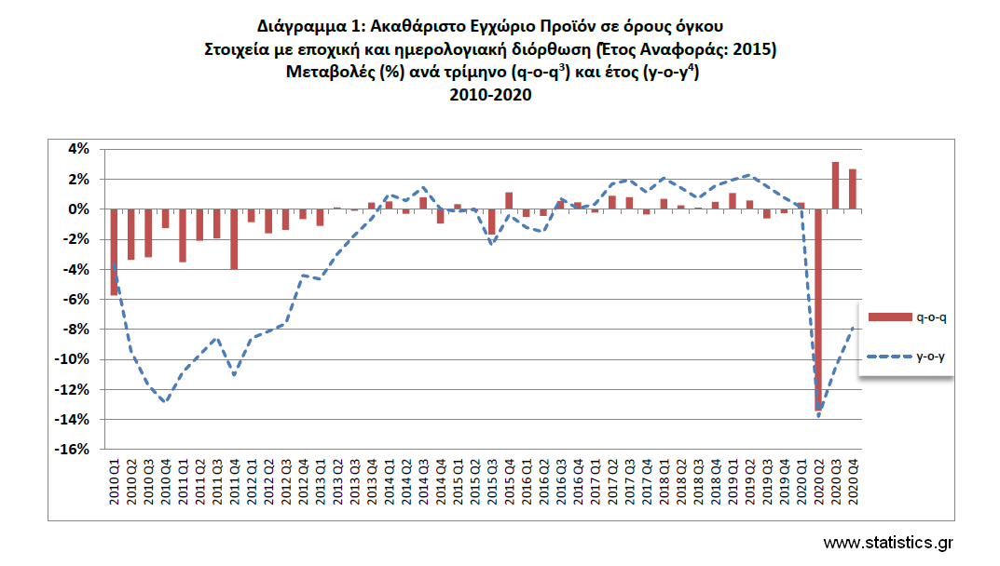 Διάγραμμα 1: Ακαθάριστο Εγχώριο Προϊόν σε όρους όγκου
Στοιχεία με εποχική και ημερολογιακή διόρθωση (Έτος Αναφοράς: 2015)
Μεταβολές (%) ανά τρίμηνο (q-o-q³) και έτος (y-o-y⁴)
2010-2020
4%
2%
0%
-2%
-4%
-6%
-8%
-10%
-12%
-14%
-16%
q-o-q
y-o-y
2010 Q1
2010 Q2
2010 Q3
2010 Q4
2011 Q1
2011 Q2
2011 Q3
2011 Q4
2012 Q1
2012 Q2
2012 Q3
2012 Q4
2013 Q1
2013 Q2
2013 Q3
2013 Q4
2014 Q1
2014 Q2
2014 Q3
2014 Q4
2015 Q1
2015 Q2
2015 Q3
2015 Q4
2016 Q1
2016 Q2
2016 Q3
2016 Q4
2017 Q1
2017 Q2
2017 Q3
2017 Q4
2018 Q1
2018 Q2
2018 Q3
2018 Q4
2019 Q1
2019 Q2
2019 Q3
2019 Q4
2020 Q1
2020 Q2
2020 Q3
2020 Q4
www.statistics.gr